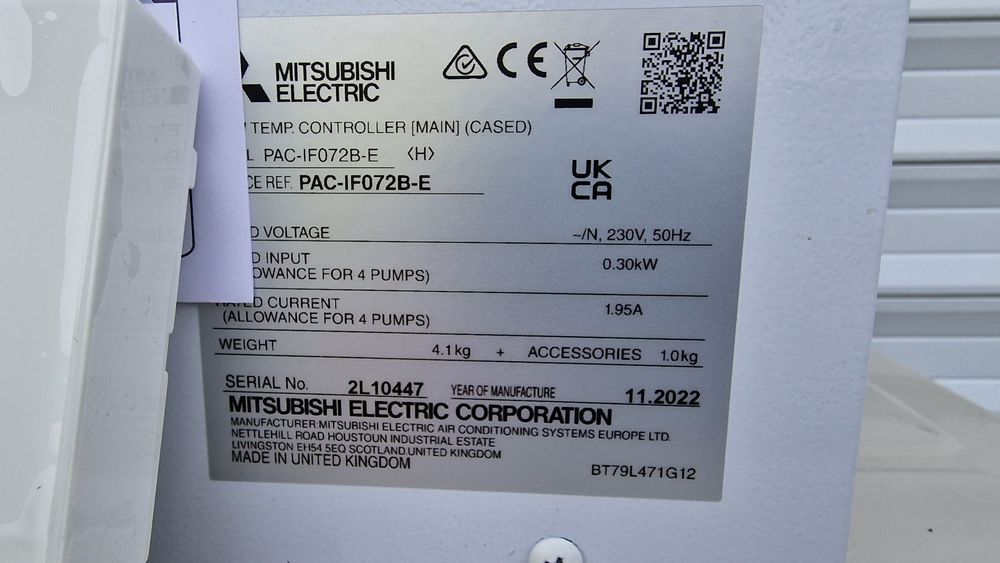 MITSUBISHI
ELECTRIC
TEMP. CONTROLLER [MAIN] (CASED)
L PAC-IF072B-E 〈H〉
CE REF. PAC-IF072B-E
UK
CA
D VOLTAGE ~/N, 230V, 50Hz
D INPUT 0.30kW
OWANCE FOR 4 PUMPS)
RATED CURRENT 1.95A
(ALLOWANCE FOR 4 PUMPS)
WEIGHT 4.1kg + ACCESSORIES 1.0kg
SERIAL No. 2L10447 YEAR OF MANUFACTURE 11.2022
MITSUBISHI ELECTRIC CORPORATION
MANUFACTURER:MITSUBISHI ELECTRIC AIR CONDITIONING SYSTEMS EUROPE LTD.
NETTLEHILL ROAD HOUSTOUN INDUSTRIAL ESTATE
LIVINGSTON EH54 5EQ SCOTLAND,UNITED KINGDOM
MADE IN UNITED KINGDOM
BT79L471G12